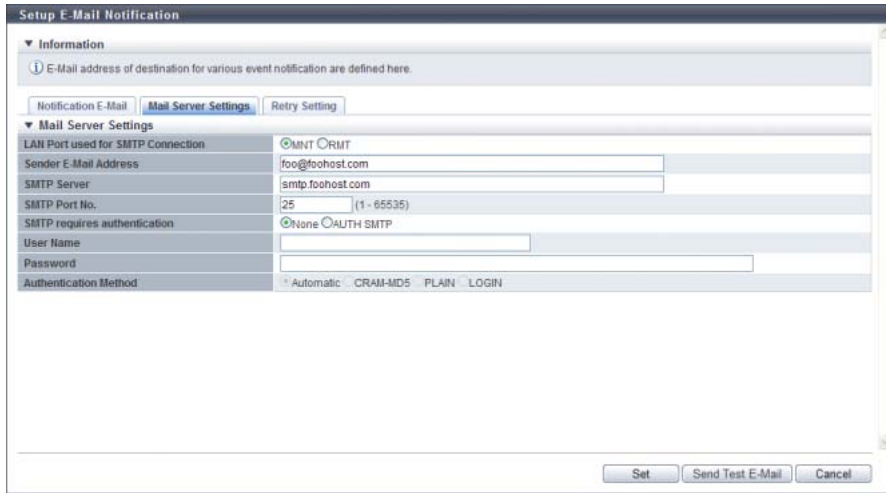 Setup E-Mail Notification
Information
E-Mail address of destination for various event notification are defined here.
Notification E-Mail Mail Server Settings Retry Setting
Mail Server Settings
LAN Port used for SMTP Connection MNT RMT
Sender E-Mail Address foo@foohost.com
SMTP Server smtp.foohost.com
SMTP Port No. 25 (1 - 65535)
SMTP requires authentication None AUTH SMTP
User Name
Password
Authentication Method Automatic CRAM-MD5 PLAIN LOGIN
Set Send Test E-Mail Cancel